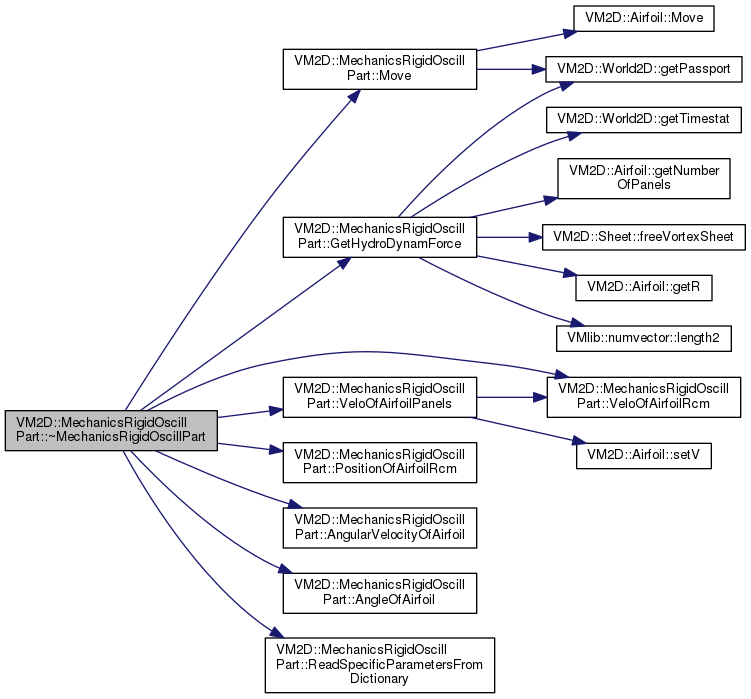 VM2D::Airfoil::Move
VM2D::MechanicsRigidOscill
Part::Move
VM2D::World2D::getPassport
VM2D::World2D::getTimestat
VM2D::Airfoil::getNumber
OfPanels
VM2D::MechanicsRigidOscill
Part::GetHydroDynamForce
VM2D::Sheet::freeVortexSheet
VM2D::Airfoil::getR
VMlib::numvector::length2
VM2D::MechanicsRigidOscill
Part::VeloOfAirfoilPanels
VM2D::MechanicsRigidOscill
Part::VeloOfAirfoilRcm
VM2D::MechanicsRigidOscill
Part::~MechanicsRigidOscillPart
VM2D::Airfoil::setV
VM2D::MechanicsRigidOscill
Part::PositionOfAirfoilRcm
VM2D::MechanicsRigidOscill
Part::AngularVelocityOfAirfoil
VM2D::MechanicsRigidOscill
Part::AngleOfAirfoil
VM2D::MechanicsRigidOscill
Part::ReadSpecificParametersFrom
Dictionary